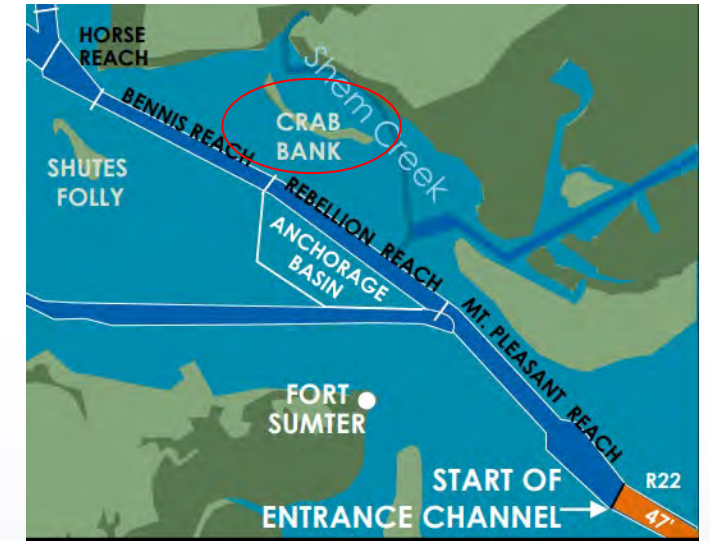 HORSE
REACH
BENNIS REACH
Shem Creek
CRAB
BANK
SHUTES
FOLLY
REBELLION REACH
ANCHORAGE
BASIN
MT. PLEASANT REACH
FORT
SUMTER
START OF
ENTRANCE CHANNEL
R22
47'